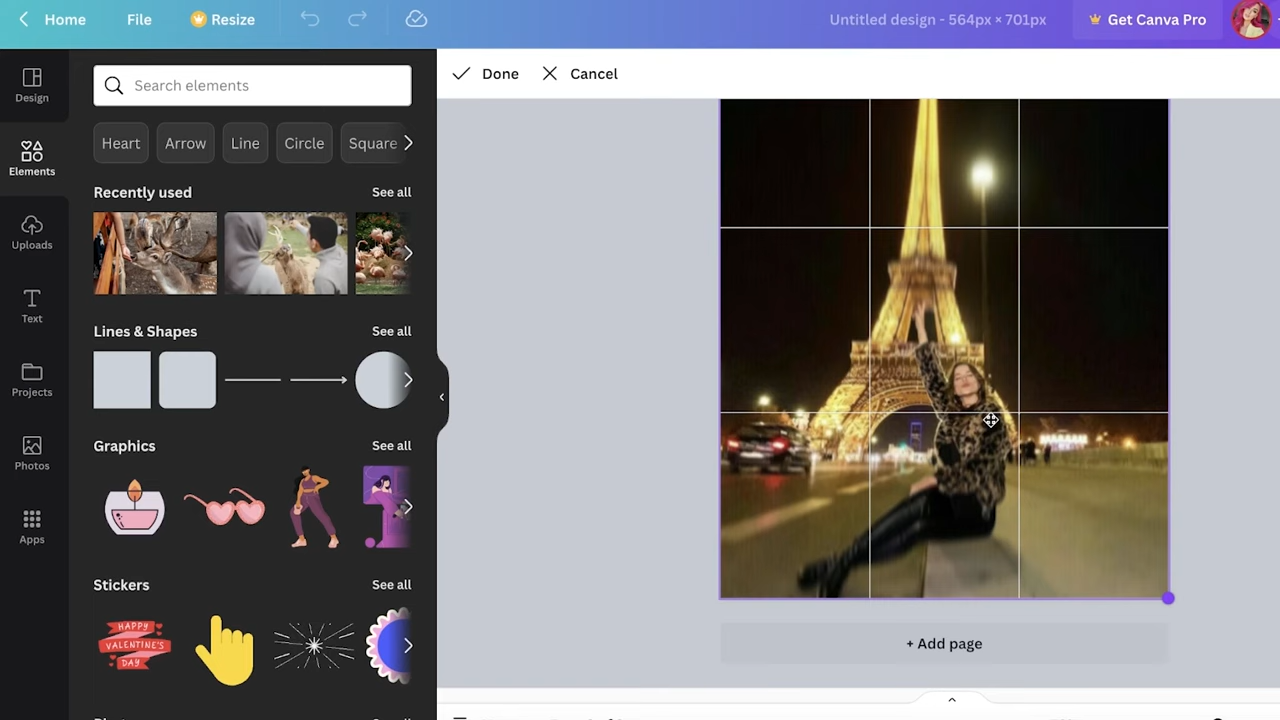 Home File Resize Untitled design - 564px × 701px Get Canva Pro
Design
Elements
Uploads
Text
Projects
Photos
Apps
Search elements
Heart Arrow Line Circle Square
Recently used See all
Lines & Shapes See all
Graphics See all
Stickers See all
HAPPY
VALENTINE'S
DAY
Done Cancel
+ Add page